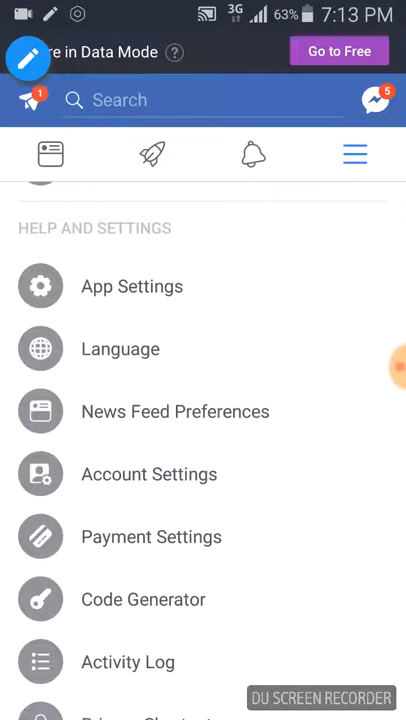 3G 63% 7:13 PM
re in Data Mode ? Go to Free
1 Search 5
HELP AND SETTINGS
App Settings
Language
News Feed Preferences
Account Settings
Payment Settings
Code Generator
Activity Log
DU SCREEN RECORDER